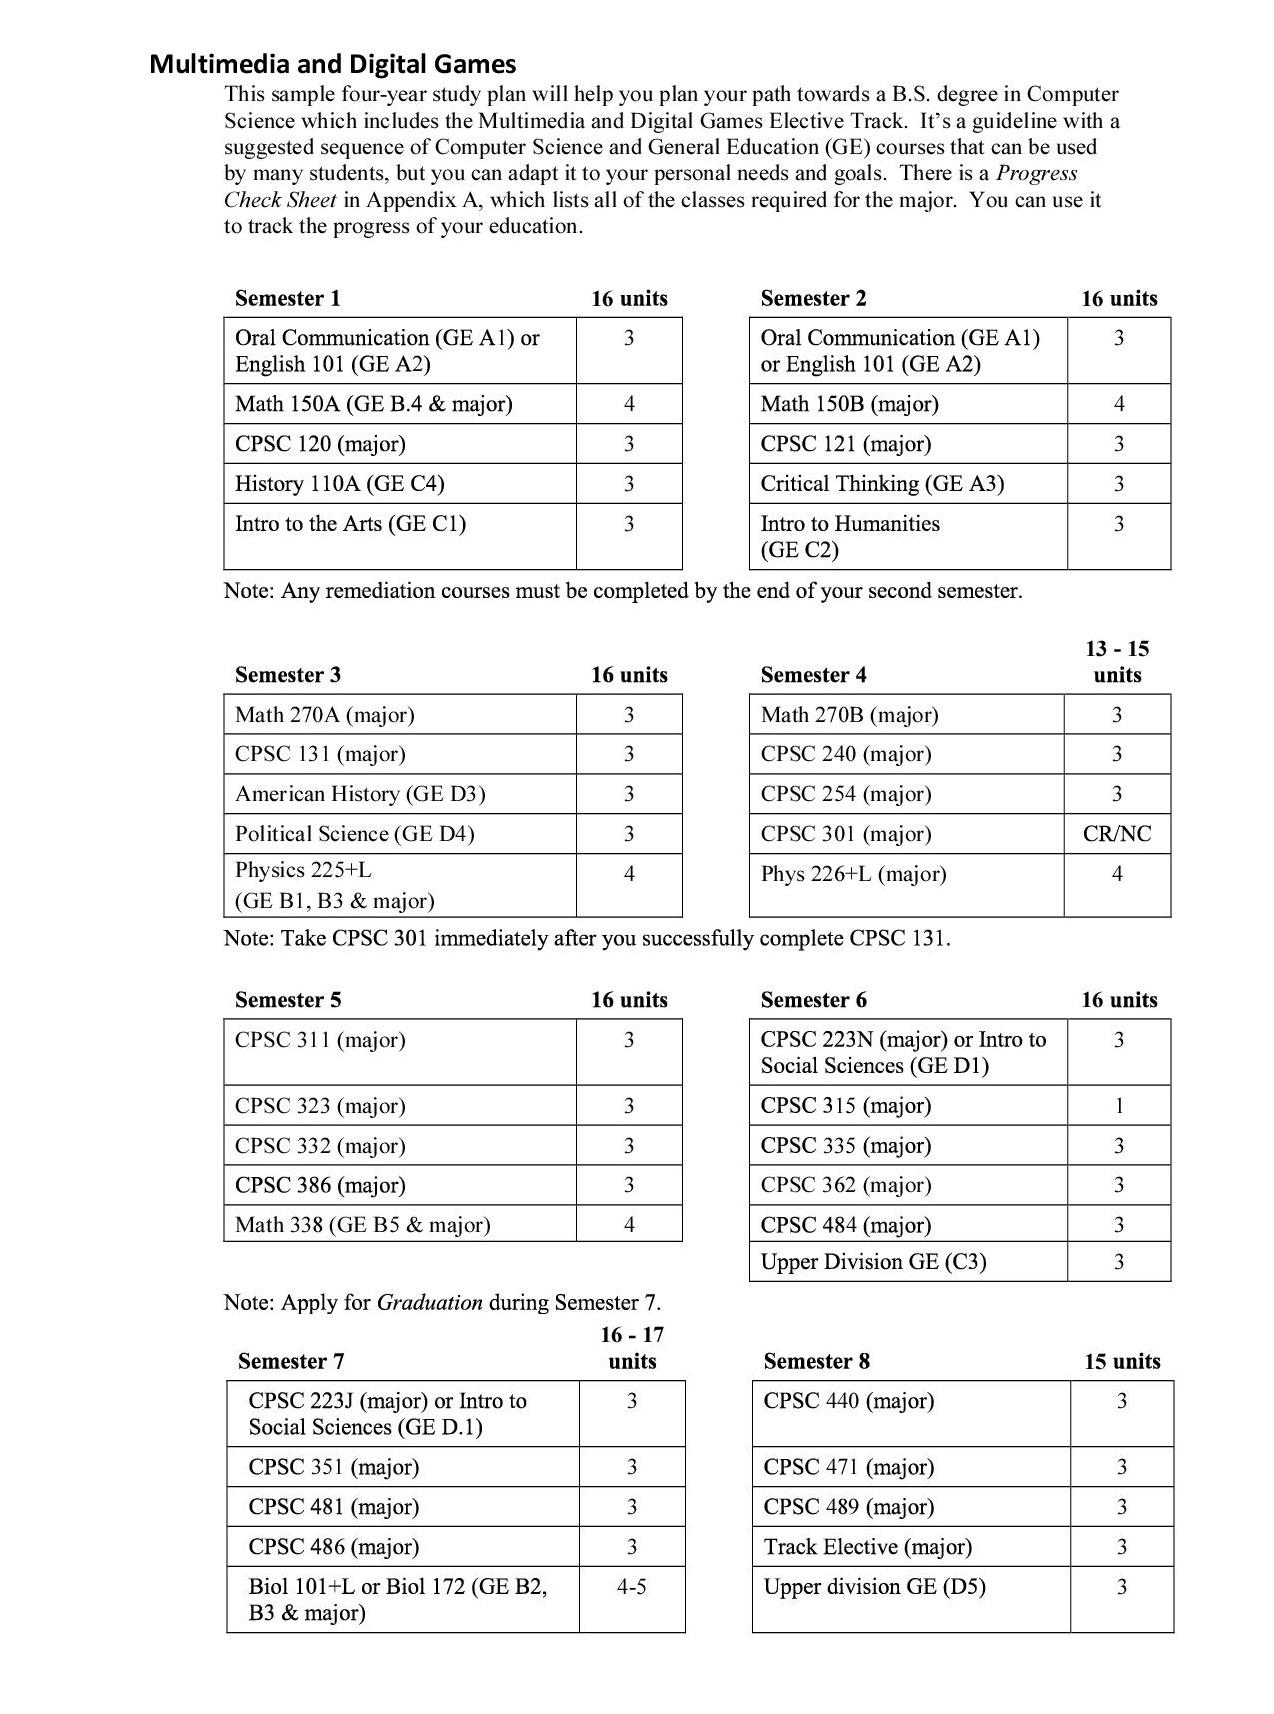 Multimedia and Digital Games
This sample four-year study plan will help you plan your path towards a B.S. degree in Computer
Science which includes the Multimedia and Digital Games Elective Track.  It's a guideline with a
suggested sequence of Computer Science and General Education (GE) courses that can be used
by many students, but you can adapt it to your personal needs and goals.  There is a Progress
Check Sheet in Appendix A, which lists all of the classes required for the major.  You can use it
to track the progress of your education.
Semester 1 16 units
Oral Communication (GE A1) or 3
English 101 (GE A2)
Math 150A (GE B.4 & major) 4
CPSC 120 (major) 3
History 110A (GE C4) 3
Intro to the Arts (GE C1) 3
Semester 2 16 units
Oral Communication (GE A1) 3
or English 101 (GE A2)
Math 150B (major) 4
CPSC 121 (major) 3
Critical Thinking (GE A3) 3
Intro to Humanities 3
(GE C2)
Note: Any remediation courses must be completed by the end of your second semester.
Semester 3 16 units
Math 270A (major) 3
CPSC 131 (major) 3
American History (GE D3) 3
Political Science (GE D4) 3
Physics 225+L 4
(GE B1, B3 & major)
13 - 15
Semester 4 units
Math 270B (major) 3
CPSC 240 (major) 3
CPSC 254 (major) 3
CPSC 301 (major) CR/NC
Phys 226+L (major) 4
Note: Take CPSC 301 immediately after you successfully complete CPSC 131.
Semester 5 16 units
CPSC 311 (major) 3
CPSC 323 (major) 3
CPSC 332 (major) 3
CPSC 386 (major) 3
Math 338 (GE B5 & major) 4
Semester 6 16 units
CPSC 223N (major) or Intro to 3
Social Sciences (GE D1)
CPSC 315 (major) 1
CPSC 335 (major) 3
CPSC 362 (major) 3
CPSC 484 (major) 3
Upper Division GE (C3) 3
Note: Apply for Graduation during Semester 7.
16 - 17
Semester 7 units
CPSC 223J (major) or Intro to 3
Social Sciences (GE D.1)
CPSC 351 (major) 3
CPSC 481 (major) 3
CPSC 486 (major) 3
Biol 101+L or Biol 172 (GE B2, 4-5
B3 & major)
Semester 8 15 units
CPSC 440 (major) 3
CPSC 471 (major) 3
CPSC 489 (major) 3
Track Elective (major) 3
Upper division GE (D5) 3